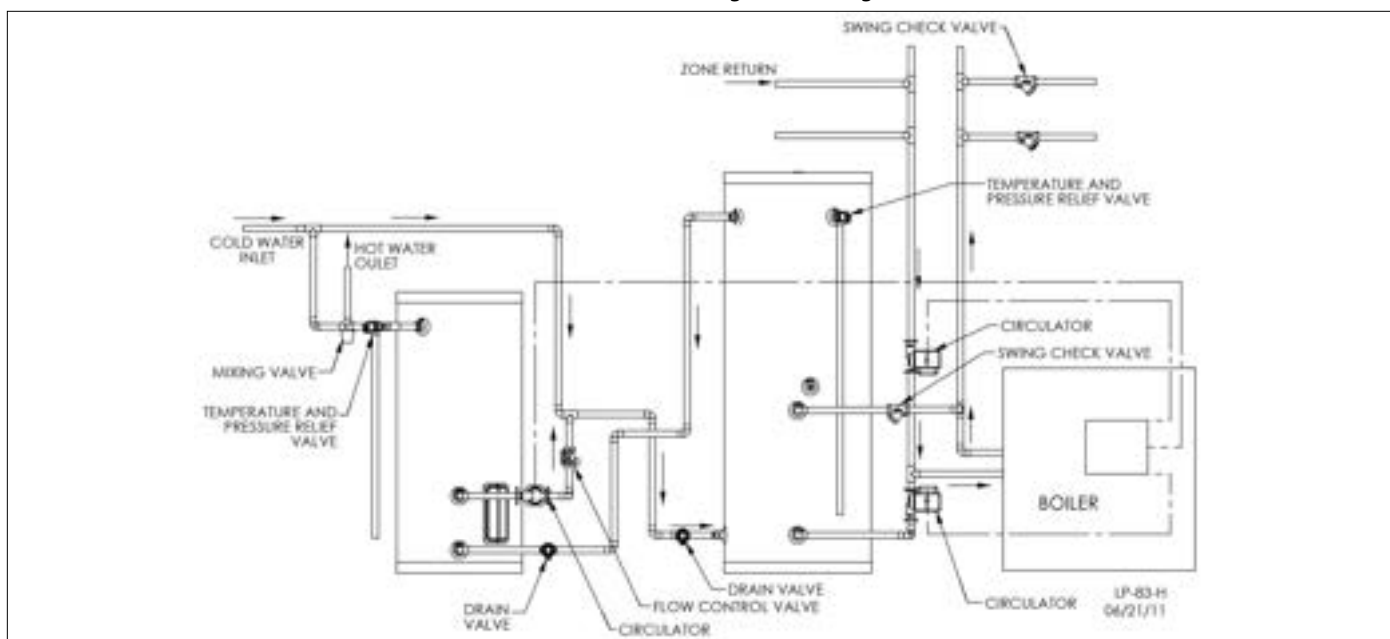 SWING CHECK VALVE
ZONE RETURN
TEMPERATURE AND
PRESSURE RELIEF VALVE
COLD WATER
INLET
HOT WATER
OULET
CIRCULATOR
SWING CHECK VALVE
MIXING VALVE
TEMPERATURE AND
PRESSURE RELIEF
VALVE
BOILER
DRAIN VALVE
FLOW CONTROL VALVE
DRAIN
VALVE
CIRCULATOR
CIRCULATOR
LP-83-H
06/21/11